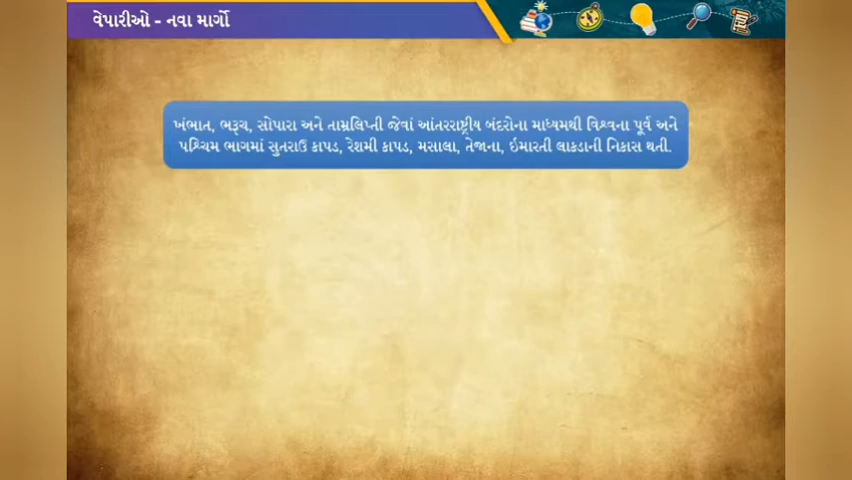 વેપારીઓ - નવા માર્ગો
ખંભાત, ભરૂચ, સોપારા અને તામ્રલિપ્તી જેવાં આંતરરાષ્ટ્રીય બંદરોના માધ્યમથી વિશ્વના પૂર્વ અને
પશ્ચિમ ભાગમાં સુતરાઉ કાપડ, રેશમી કાપડ, મસાલા, તેજાના, ઇમારતી લાકડાની નિકાસ થતી.